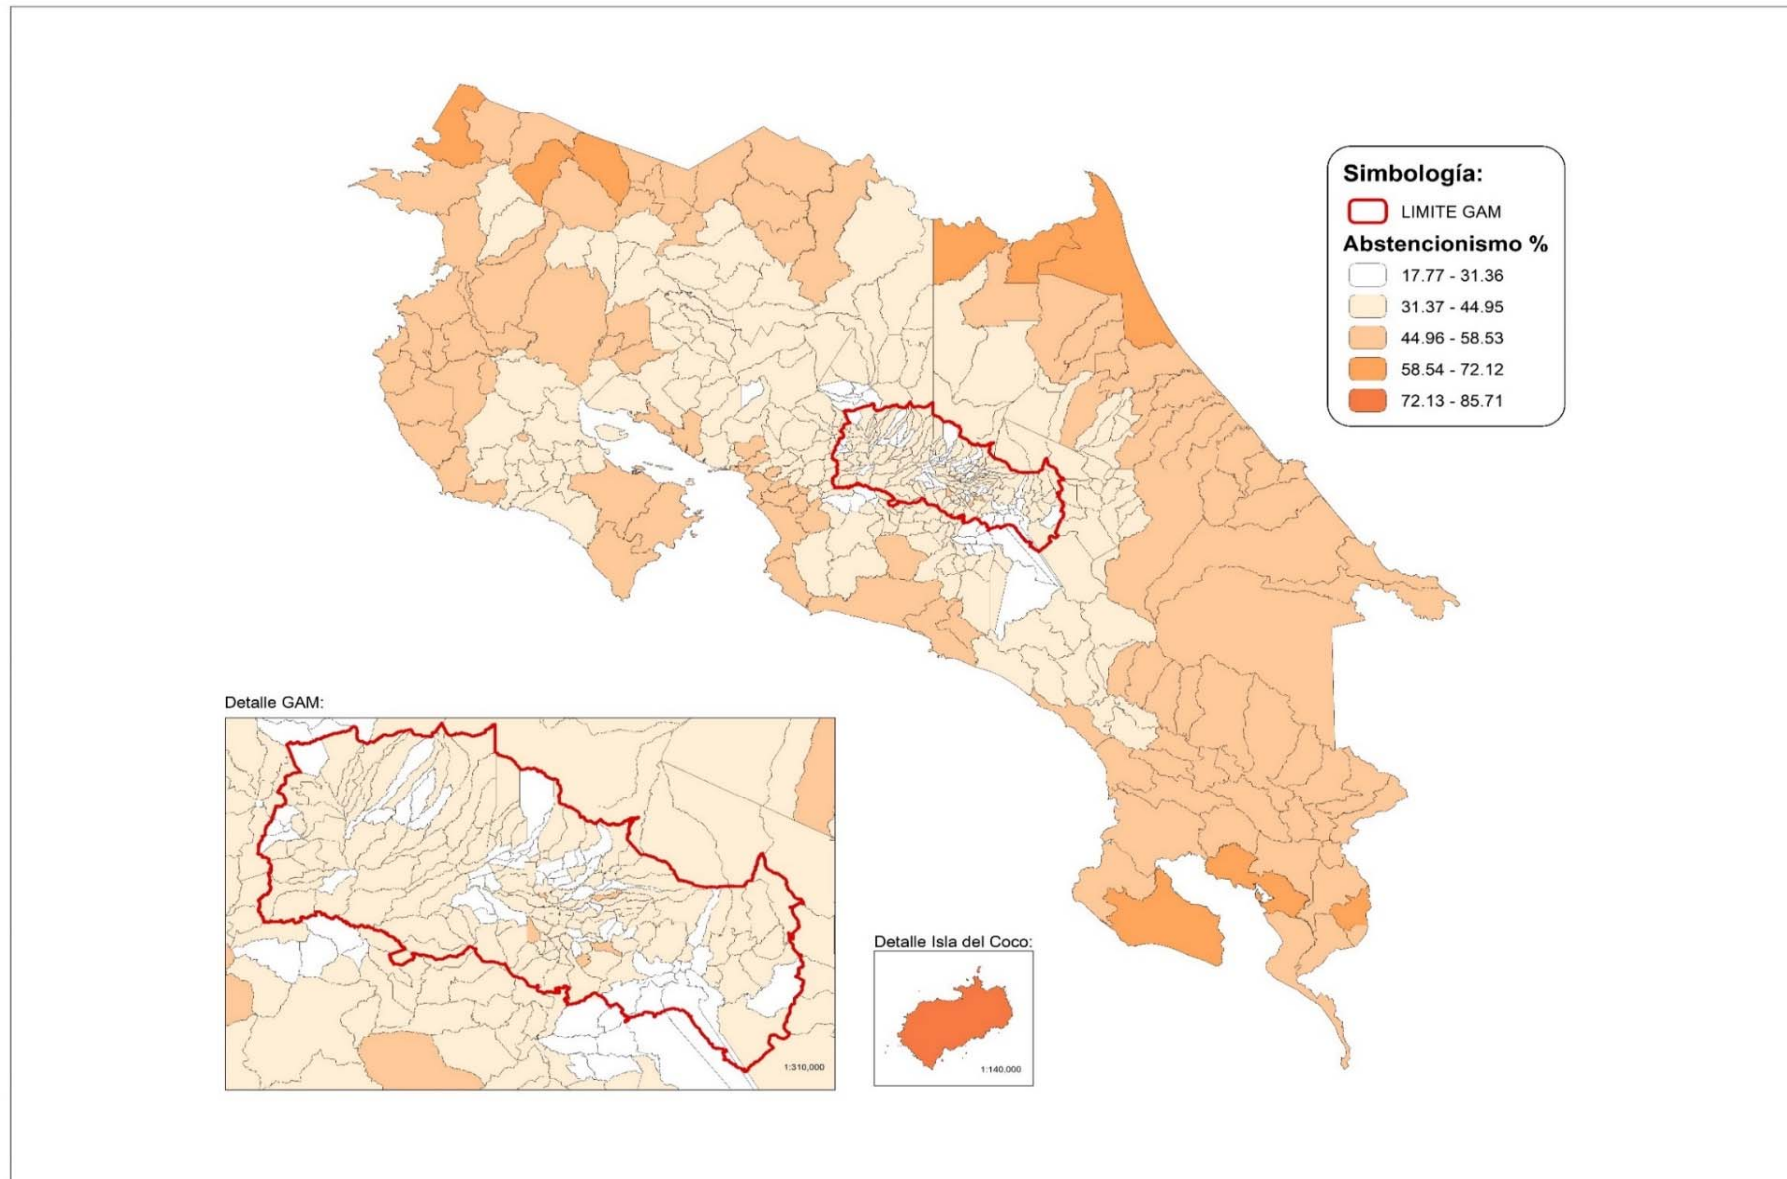 Simbología:
LIMITE GAM
Abstencionismo %
17.77 - 31.36
31.37 - 44.95
44.96 - 58.53
58.54 - 72.12
72.13 - 85.71
Detalle GAM:
1:310,000
Detalle Isla del Coco:
1:140.000